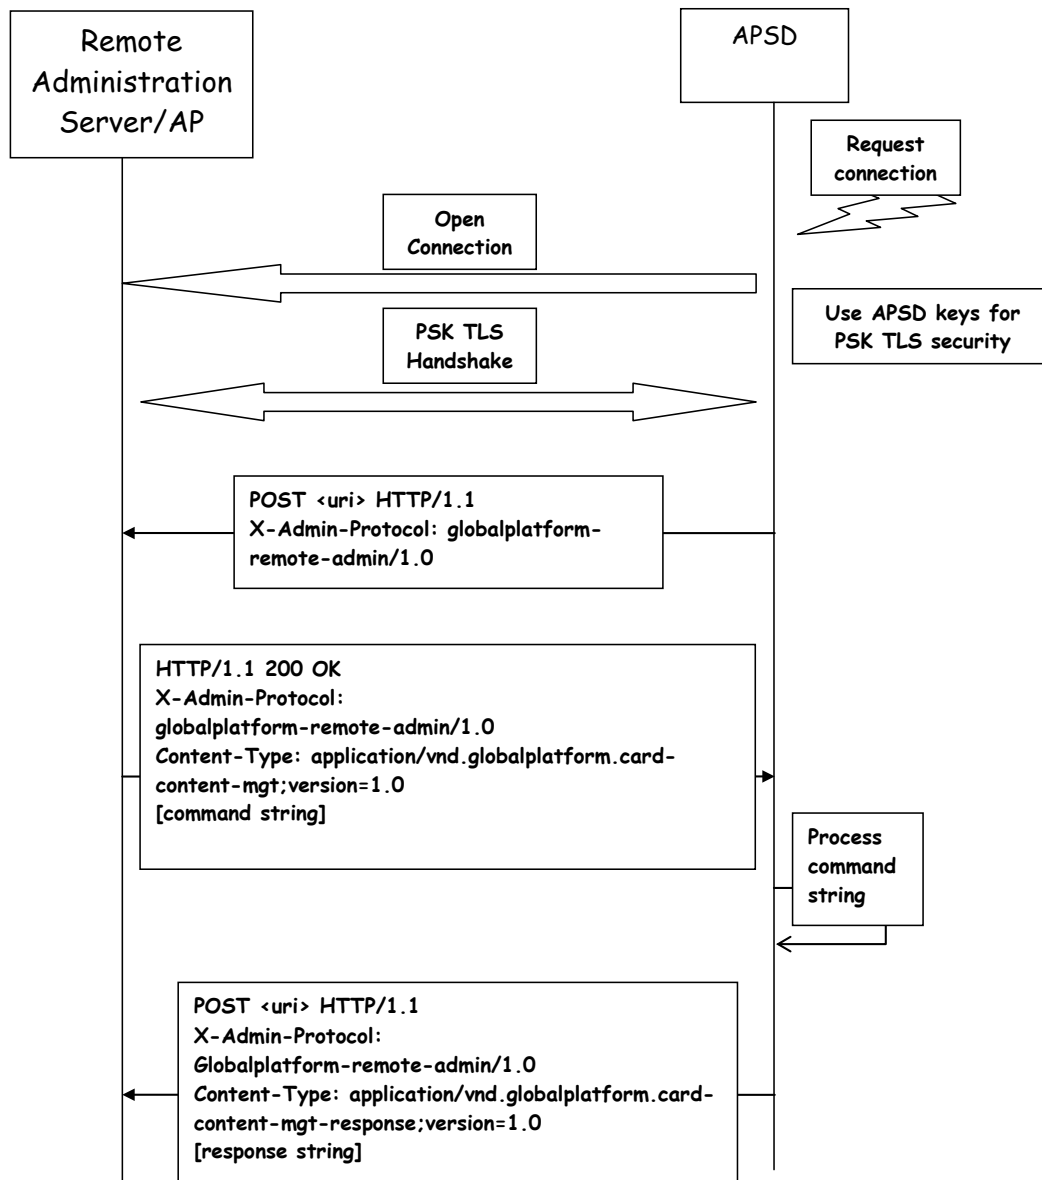 Remote
Administration
Server/AP
APSD
Request
connection
Open
Connection
Use APSD keys for
PSK TLS security
PSK TLS
Handshake
POST <uri> HTTP/1.1
X-Admin-Protocol: globalplatform-
remote-admin/1.0
HTTP/1.1 200 OK
X-Admin-Protocol:
globalplatform-remote-admin/1.0
Content-Type: application/vnd.globalplatform.card-
content-mgt;version=1.0
[command string]
Process
command
string
POST <uri> HTTP/1.1
X-Admin-Protocol:
Globalplatform-remote-admin/1.0
Content-Type: application/vnd.globalplatform.card-
content-mgt-response;version=1.0
[response string]